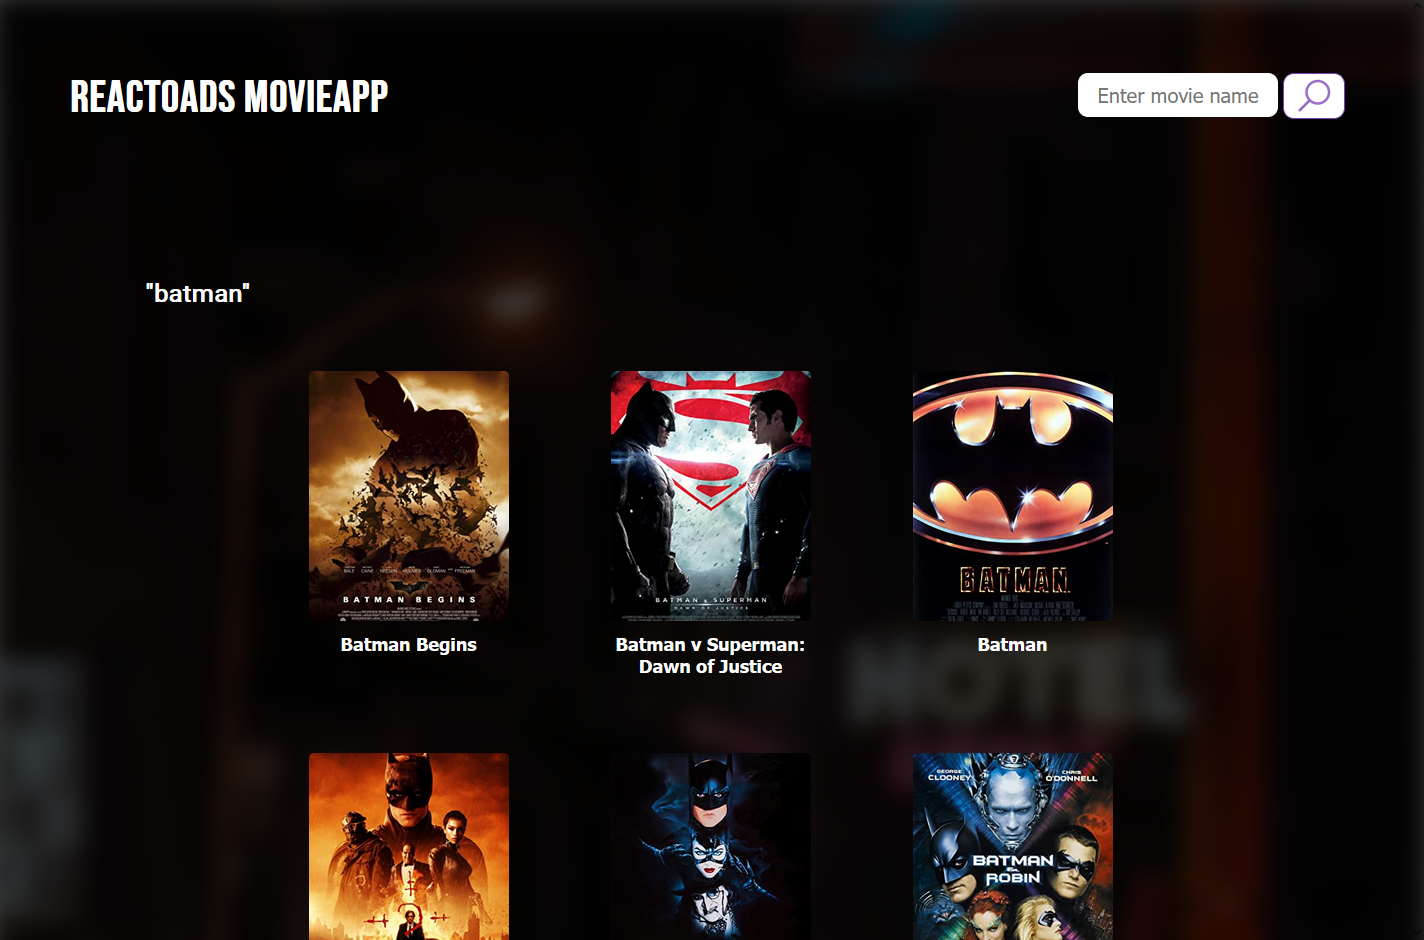 REACTOADS MOVIEAPP
Enter movie name
"batman"
BALE CAINE NEESON HOLMES OLDMAN FREEMAN
BATMAN BEGINS
BATMAN v SUPERMAN
DAWN OF JUSTICE
BATMAN
Batman Begins
Batman v Superman:
Dawn of Justice
Batman
HOTEL
GEORGE
CLOONEY
CHRIS
O'DONNELL
BATMAN
&
ROBIN